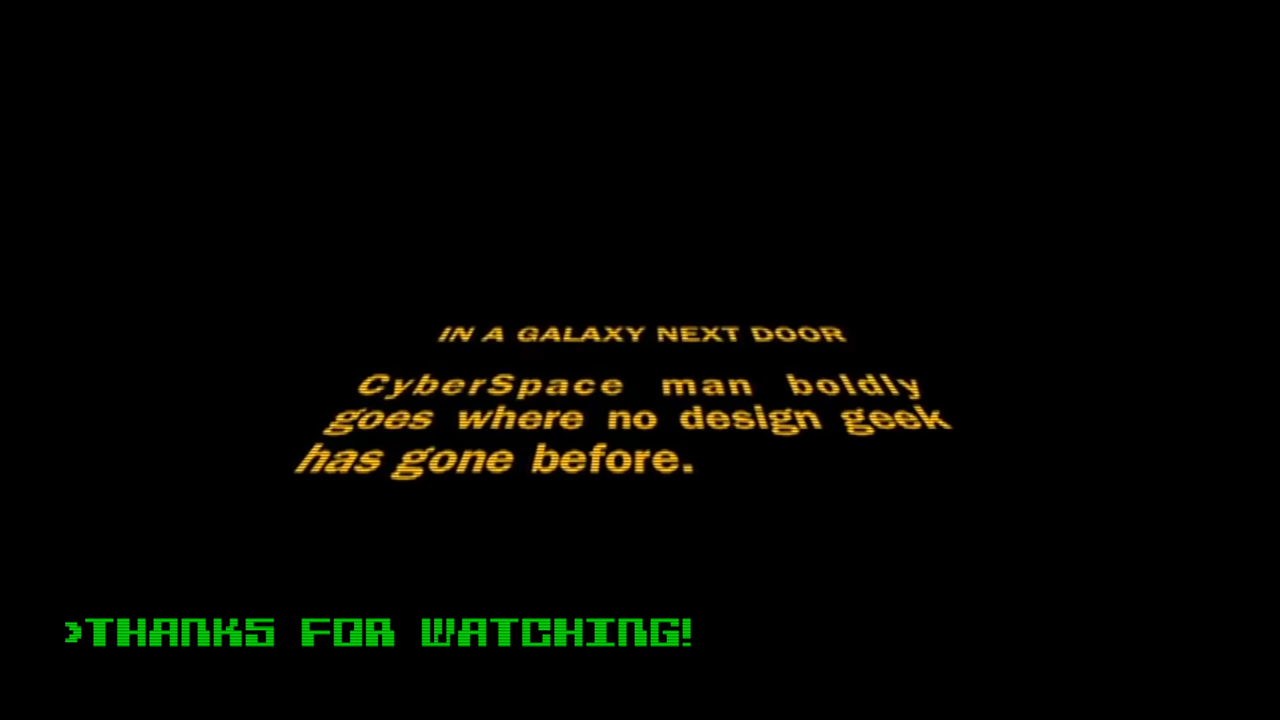 IN A GALAXY NEXT DOOR
CyberSpace man boldly
goes where no design geek
has gone before.
>THANKS FOR WATCHING!